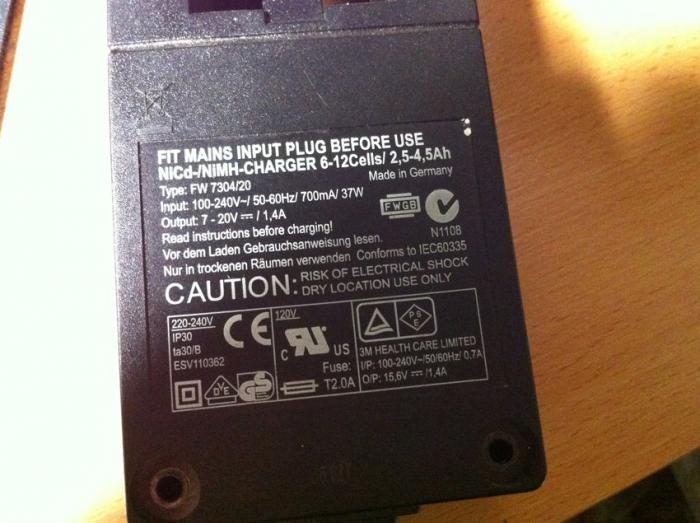 FIT MAINS INPUT PLUG BEFORE USE
NiCd-/NiMH-CHARGER 6-12Cells/ 2,5-4,5Ah
Type: FW 7304/20
Made in Germany
Input: 100-240V~/ 50-60Hz/ 700mA/ 37W
Output: 7 - 20V⎓/ 1,4A
FWGB
N1108
Read instructions before charging!
Vor dem Laden Gebrauchsanweisung lesen.
Nur in trockenen Räumen verwenden Conforms to IEC60335
CAUTION: RISK OF ELECTRICAL SHOCK
DRY LOCATION USE ONLY
220-240V
IP30
ta30/B
ESV110362
CE
VDE
GS
120V
C RU US
Fuse:
T2.0A
PSE
3M HEALTH CARE LIMITED
I/P: 100-240V~/50/60Hz/ 0.7A
O/P: 15,6V⎓/1,4A